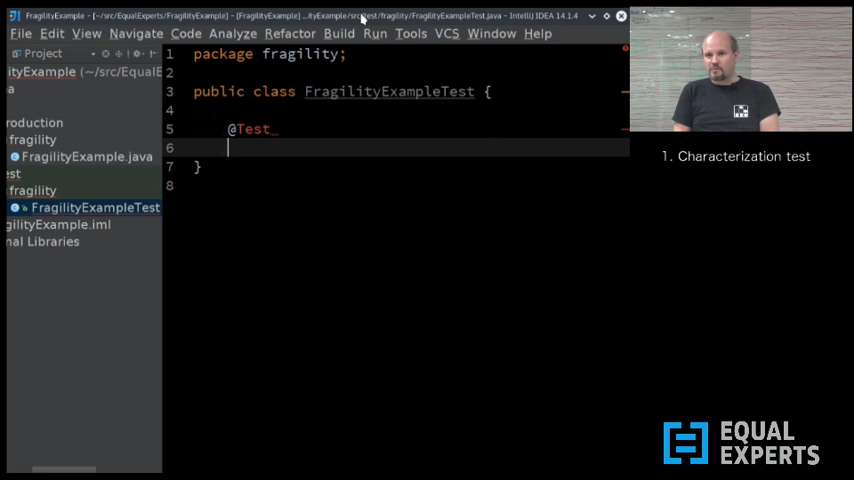 FragilityExample - [~/src/EqualExperts/FragilityExample] - [FragilityExample] ...ityExample/src/test/fragility/FragilityExampleTest.java - IntelliJ IDEA 14.1.4
File Edit View Navigate Code Analyze Refactor Build Run Tools VCS Window Help
Project
ityExample (~/src/EqualE
a
roduction
fragility
FragilityExample.java
est
fragility
FragilityExampleTest
gilityExample.iml
nal Libraries
1 package fragility;
2
3 public class FragilityExampleTest {
4
5 @Test_
6
7 }
8
1. Characterization test
EQUAL
EXPERTS